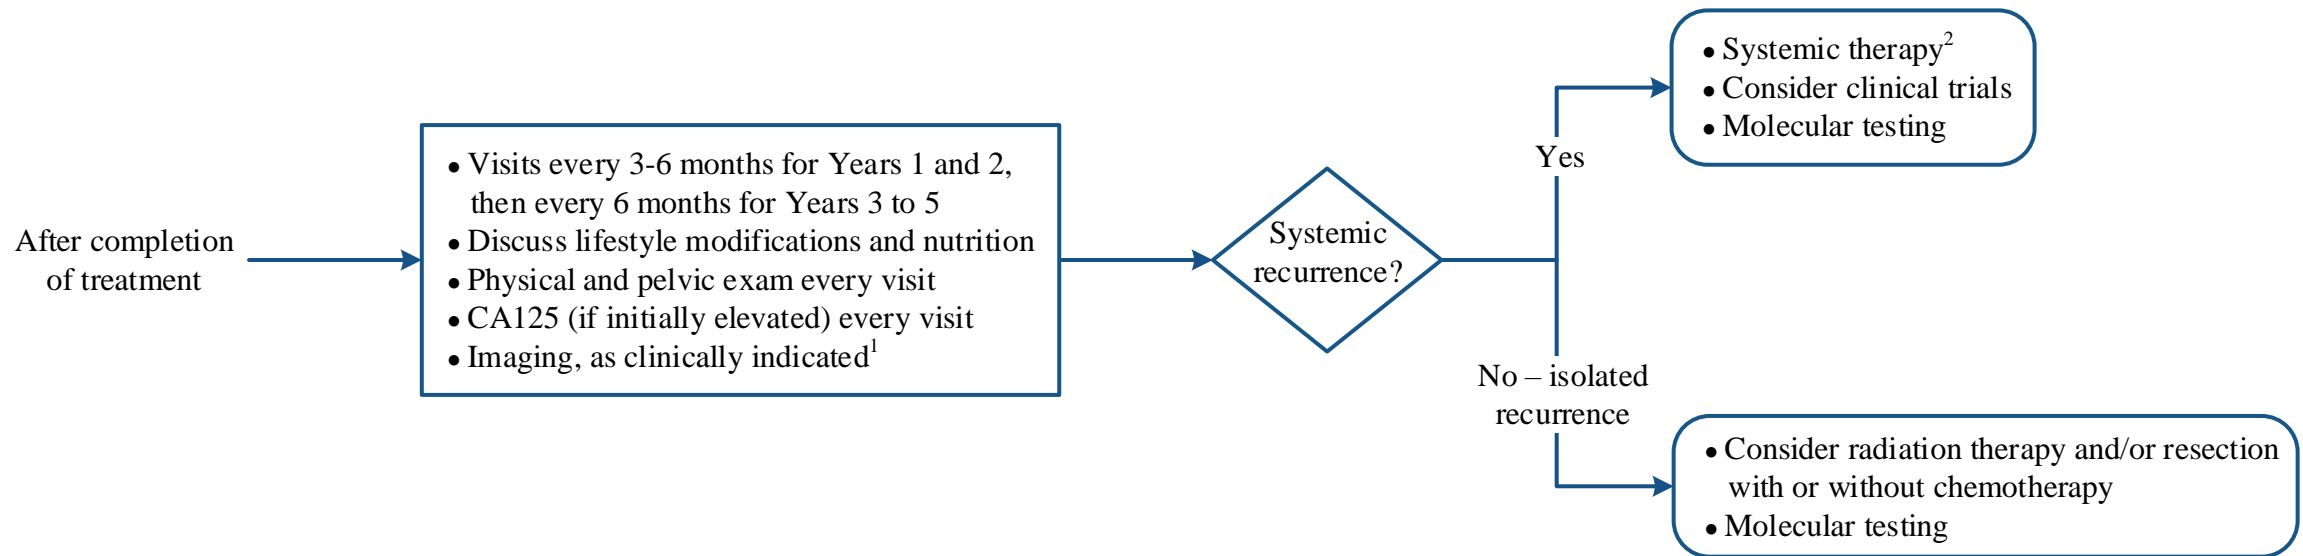 After completion
of treatment
• Visits every 3-6 months for Years 1 and 2,
then every 6 months for Years 3 to 5
• Discuss lifestyle modifications and nutrition
• Physical and pelvic exam every visit
• CA125 (if initially elevated) every visit
• Imaging, as clinically indicated¹
Systemic
recurrence?
Yes
• Systemic therapy²
• Consider clinical trials
• Molecular testing
No – isolated
recurrence
• Consider radiation therapy and/or resection
with or without chemotherapy
• Molecular testing